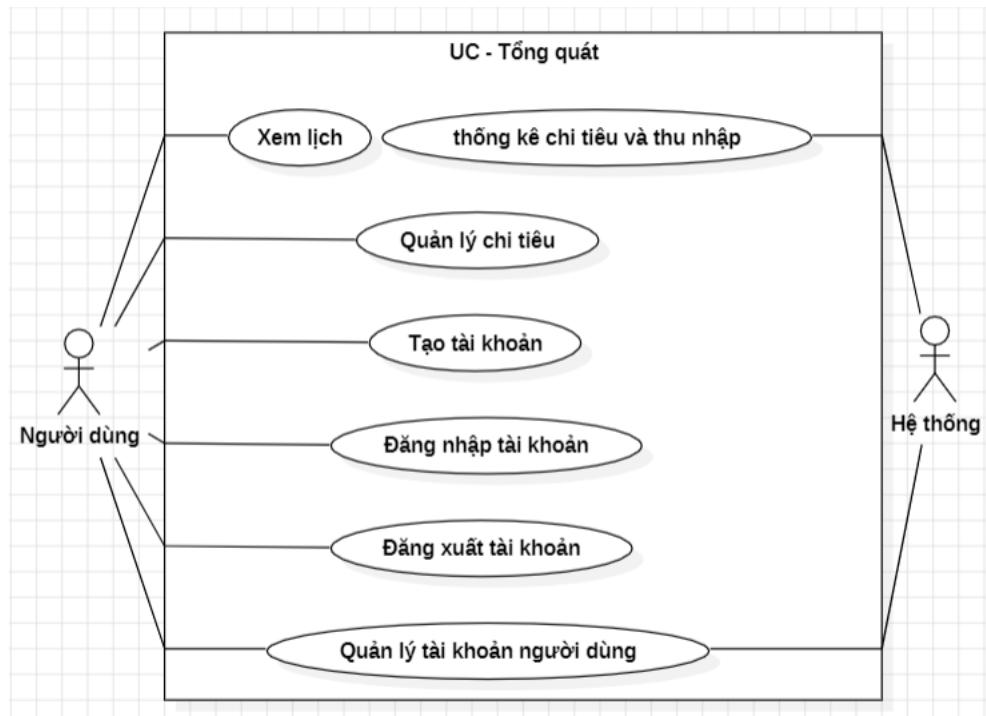 UC - Tổng quát
Xem lịch
thống kê chi tiêu và thu nhập
Quản lý chi tiêu
Tạo tài khoản
Người dùng
Hệ thống
Đăng nhập tài khoản
Đăng xuất tài khoản
Quản lý tài khoản người dùng